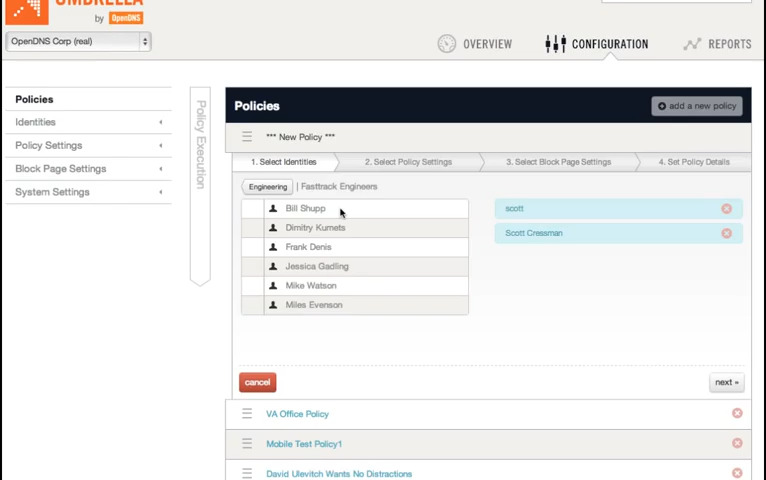 UMBRELLA
by OpenDNS
OpenDNS Corp (real)
OVERVIEW
CONFIGURATION
REPORTS
Policies
Identities
Policy Settings
Block Page Settings
System Settings
Policy Execution
Policies
add a new policy
*** New Policy ***
1. Select Identities
2. Select Policy Settings
3. Select Block Page Settings
4. Set Policy Details
Engineering | Fasttrack Engineers
Bill Shupp
Dimitry Kumets
Frank Denis
Jessica Gadling
Mike Watson
Miles Evenson
scott
Scott Cressman
cancel
next »
VA Office Policy
Mobile Test Policy1
David Ulevitch Wants No Distractions